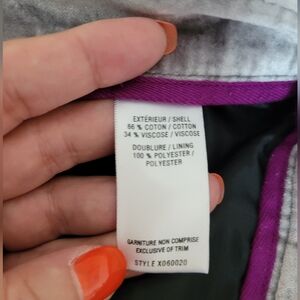 EXTÉRIEUR / SHELL
66 % COTON / COTTON
34 % VISCOSE / VISCOSE
DOUBLURE / LINING
100 % POLYESTER /
POLYESTER
GARNITURE NON COMPRISE
EXCLUSIVE OF TRIM
STYLE X060020